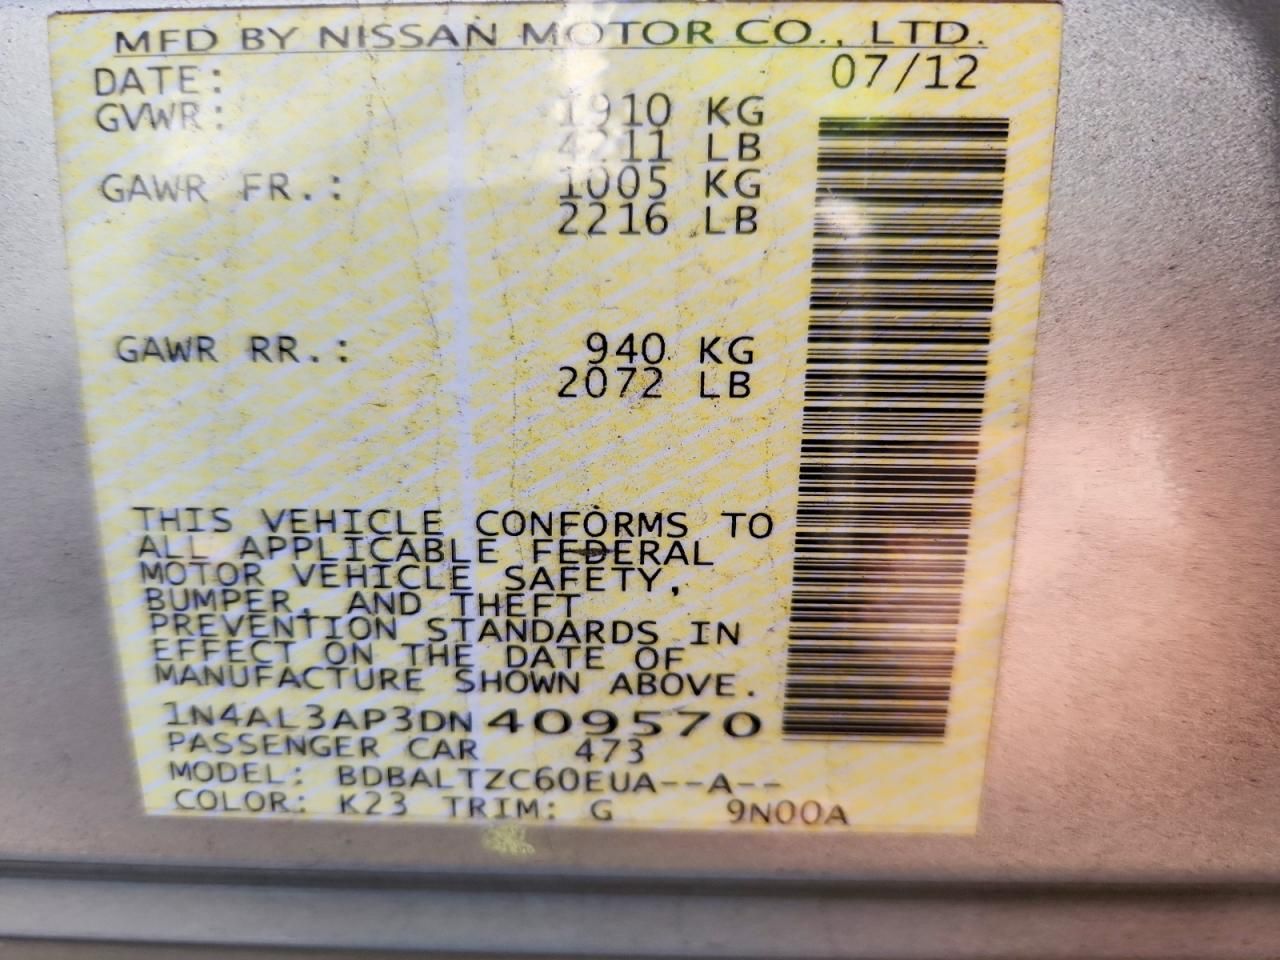 MFD BY NISSAN MOTOR CO., LTD.
DATE: 07/12
GVWR: 1910 KG
4211 LB
GAWR FR.: 1005 KG
2216 LB
GAWR RR.: 940 KG
2072 LB
THIS VEHICLE CONFORMS TO
ALL APPLICABLE FEDERAL
MOTOR VEHICLE SAFETY,
BUMPER, AND THEFT
PREVENTION STANDARDS IN
EFFECT ON THE DATE OF
MANUFACTURE SHOWN ABOVE.
1N4AL3AP3DN409570
PASSENGER CAR 473
MODEL: BDBALTZC60EUA--A--
COLOR: K23 TRIM: G 9N00A